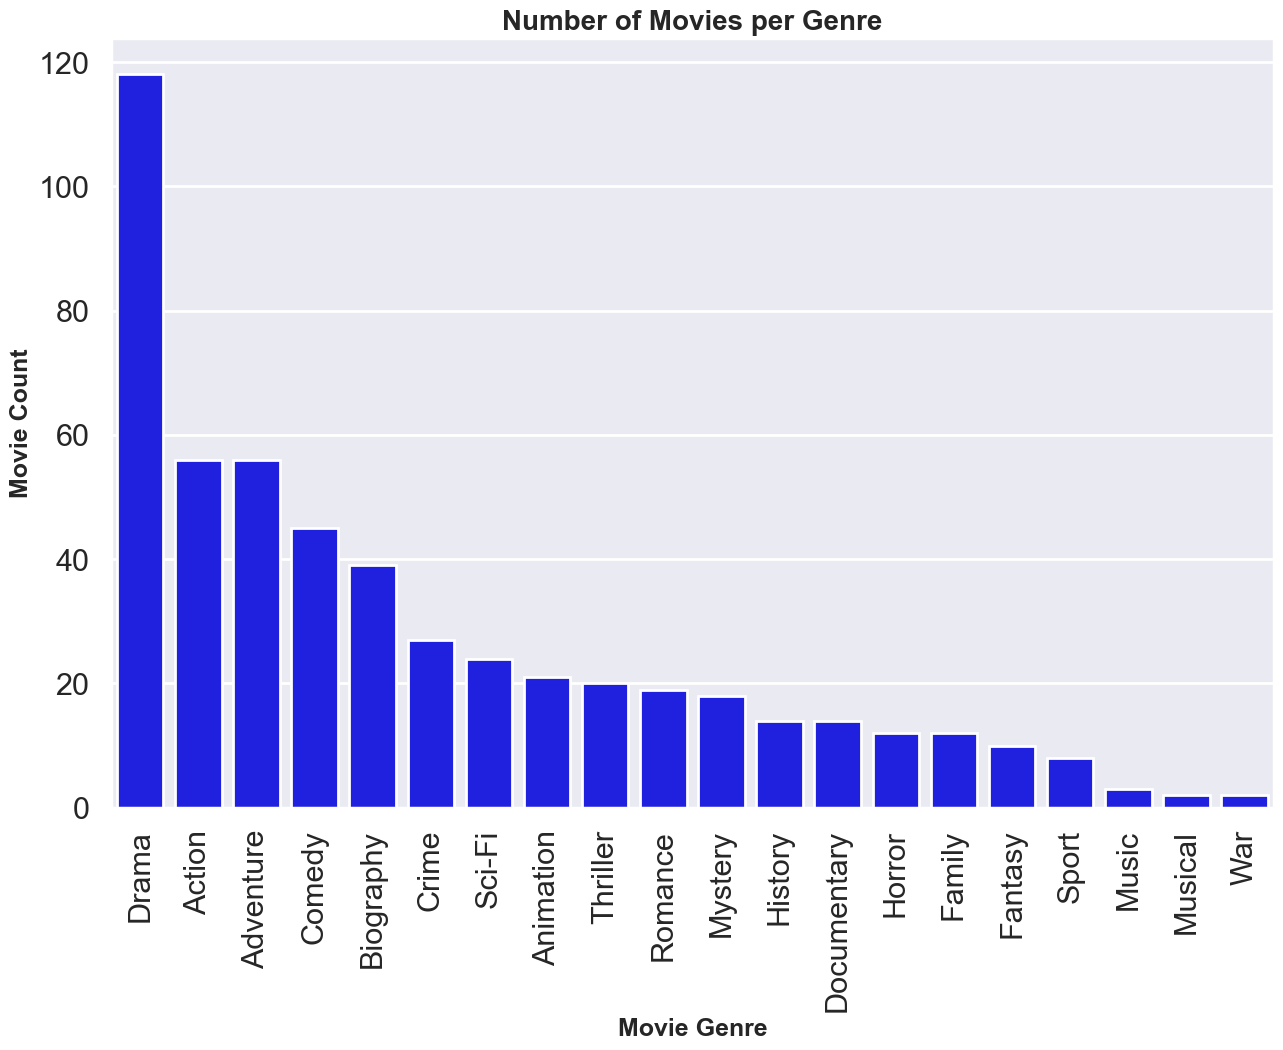 Number of Movies per Genre
120
100
80
60
40
20
0
Movie Count
Drama
Action
Adventure
Comedy
Biography
Crime
Sci-Fi
Animation
Thriller
Romance
Mystery
History
Documentary
Horror
Family
Fantasy
Sport
Music
Musical
War
Movie Genre